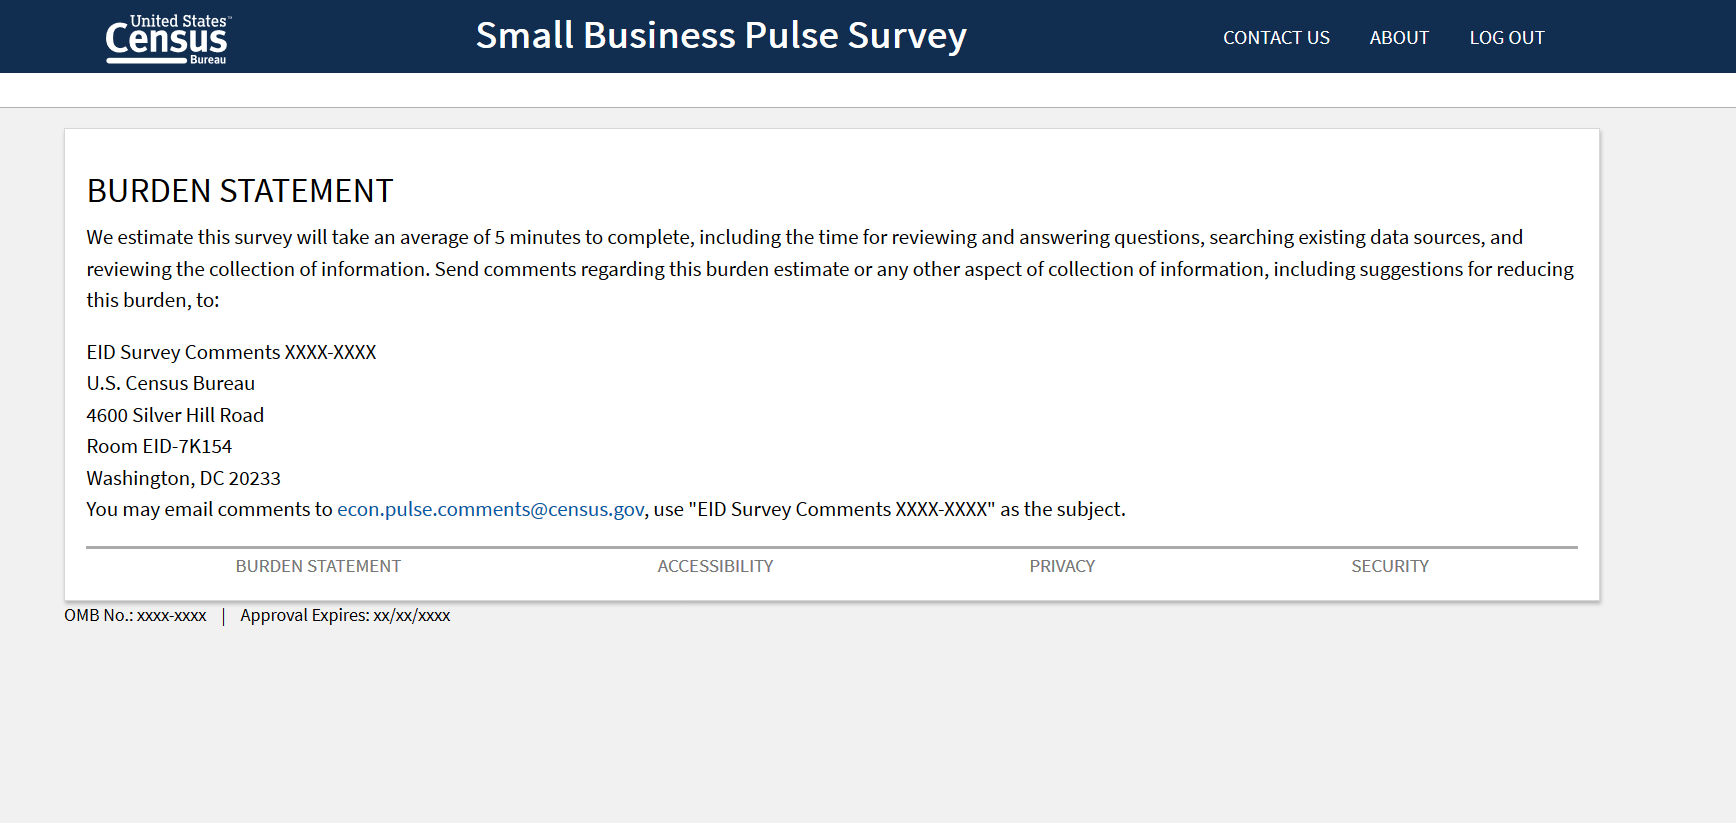 United States™
Census
Bureau
Small Business Pulse Survey
CONTACT US ABOUT LOG OUT
BURDEN STATEMENT
We estimate this survey will take an average of 5 minutes to complete, including the time for reviewing and answering questions, searching existing data sources, and
reviewing the collection of information. Send comments regarding this burden estimate or any other aspect of collection of information, including suggestions for reducing
this burden, to:
EID Survey Comments XXXX-XXXX
U.S. Census Bureau
4600 Silver Hill Road
Room EID-7K154
Washington, DC 20233
You may email comments to econ.pulse.comments@census.gov, use "EID Survey Comments XXXX-XXXX" as the subject.
BURDEN STATEMENT ACCESSIBILITY PRIVACY SECURITY
OMB No.: xxxx-xxxx | Approval Expires: xx/xx/xxxx